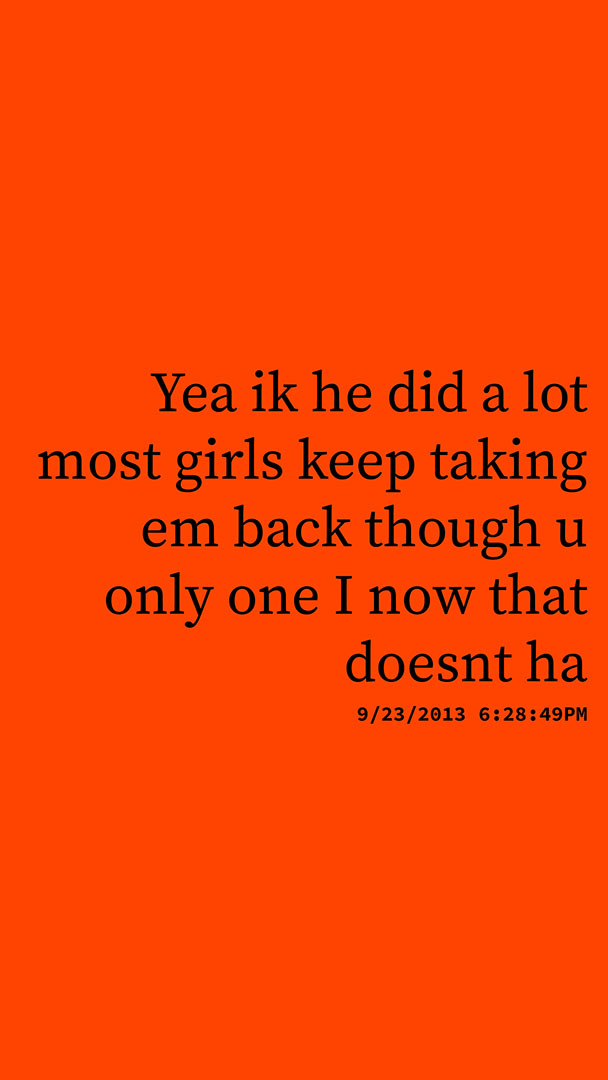 Yea ik he did a lot
most girls keep taking
em back though u
only one I now that
doesnt ha
9/23/2013 6:28:49PM